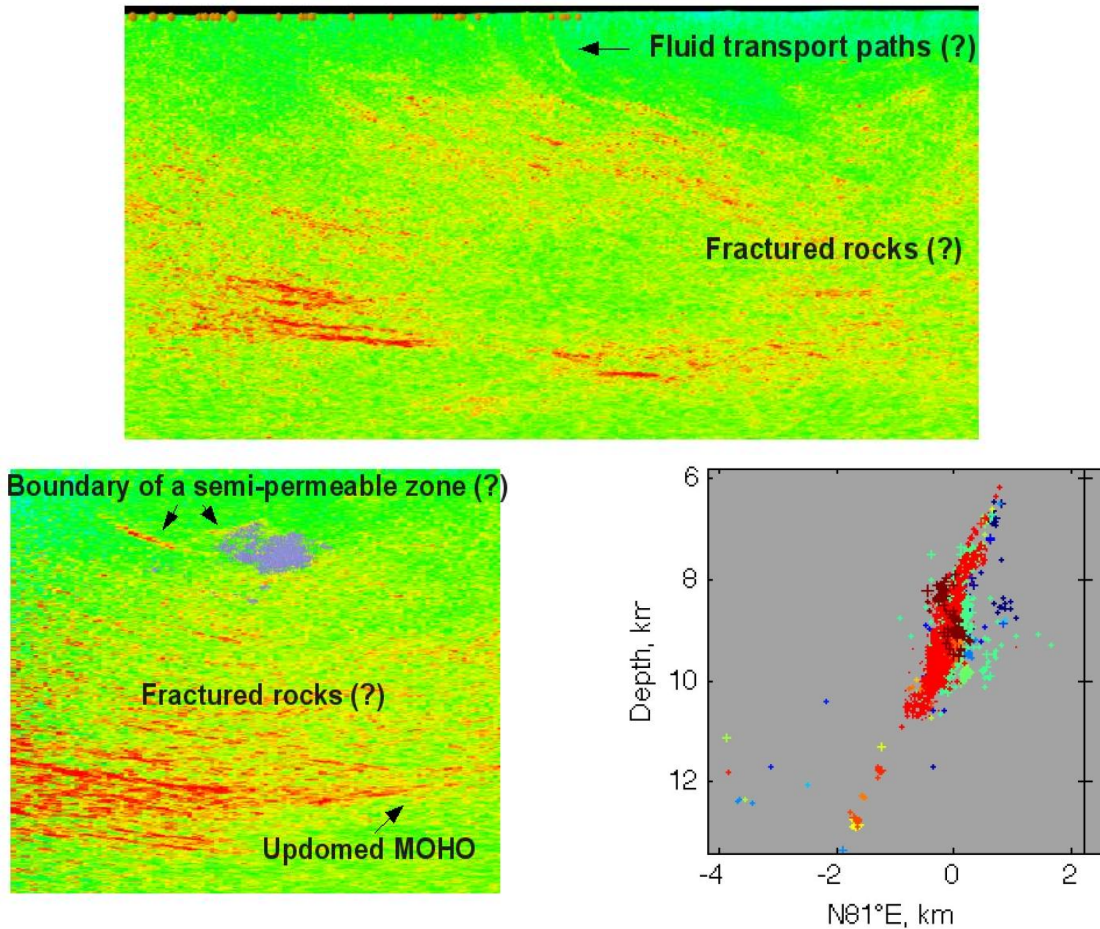 Fluid transport paths (?)
Fractured rocks (?)
Boundary of a semi-permeable zone (?)
Fractured rocks (?)
Updomed MOHO
6
8
10
12
Depth, km
-4
-2
0
2
N81°E, km